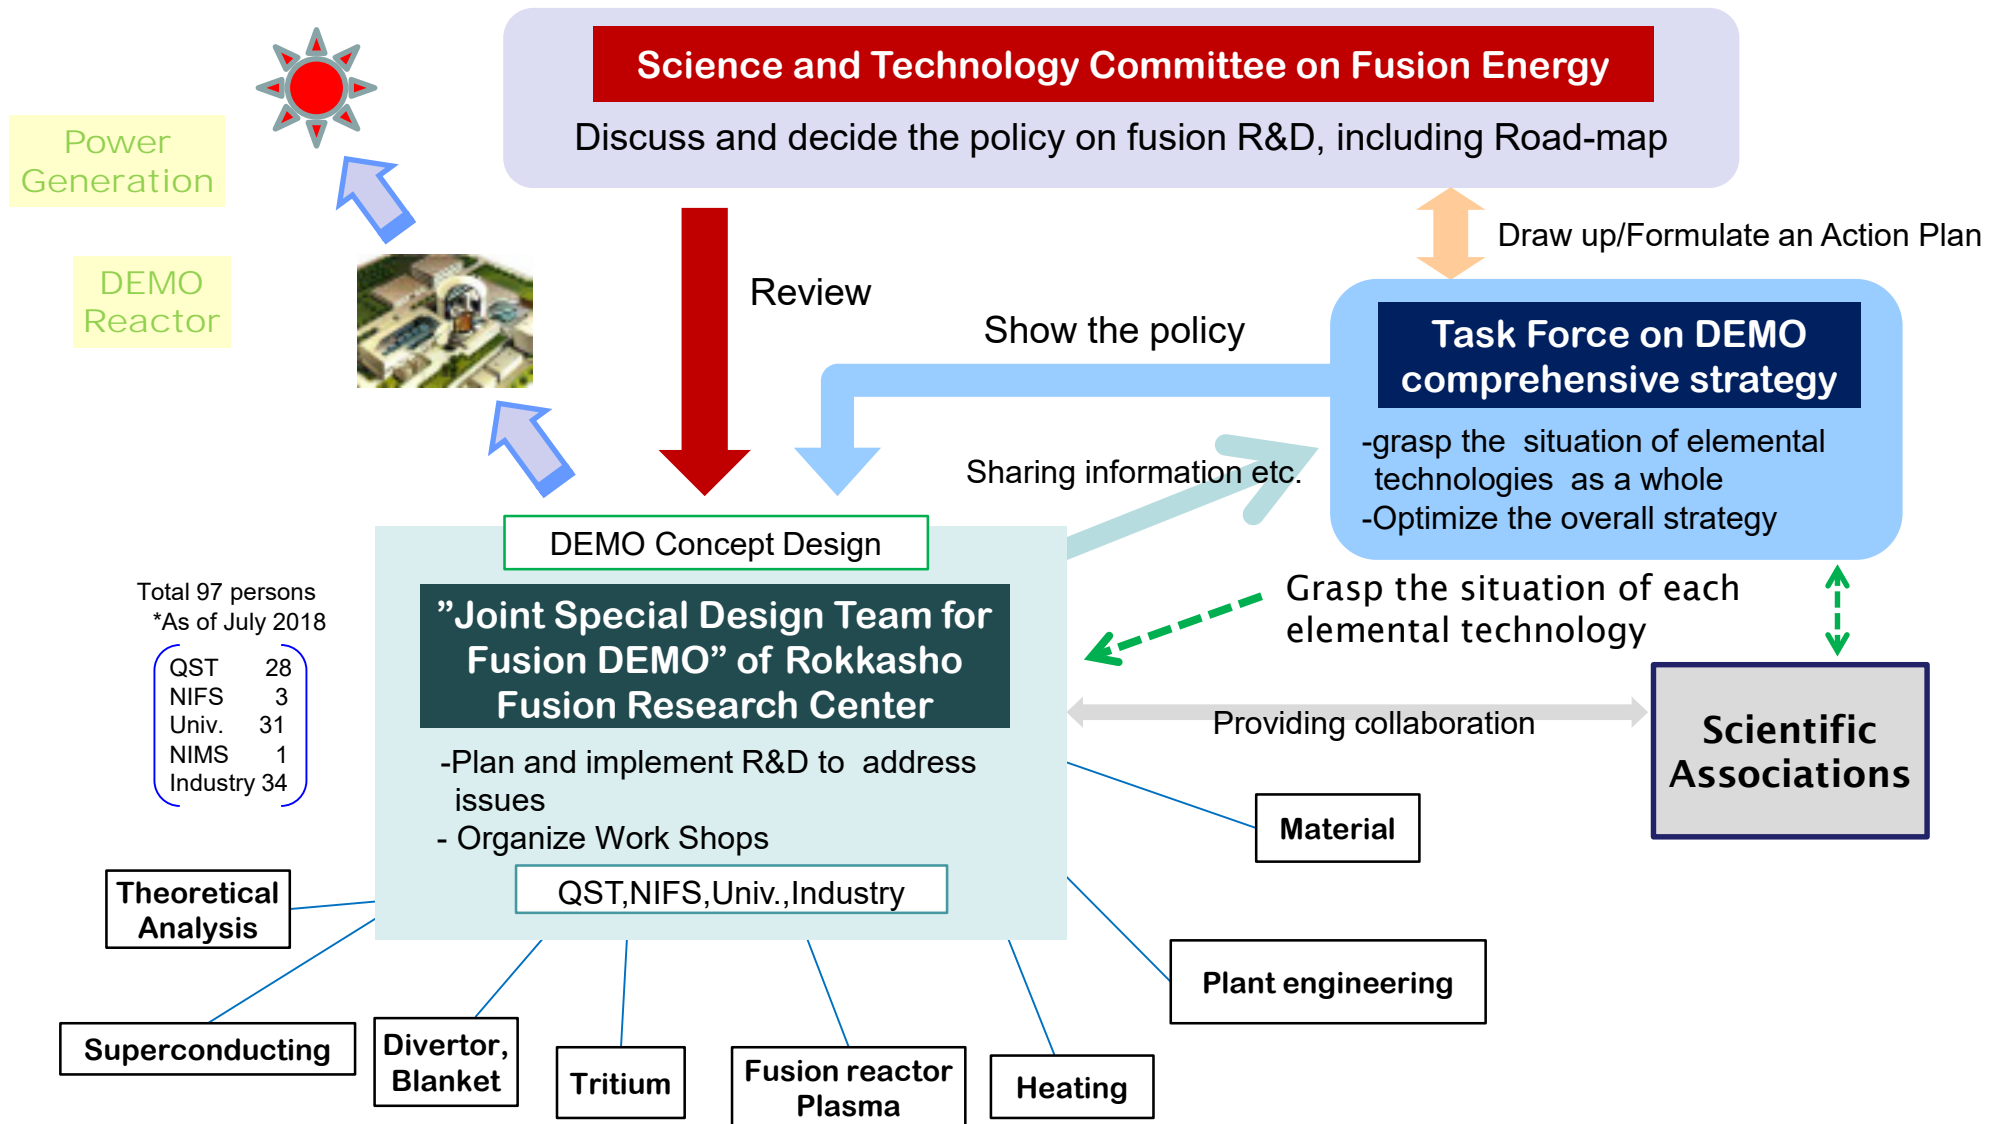 Science and Technology Committee on Fusion Energy
Discuss and decide the policy on fusion R&D, including Road-map
Power
Generation
DEMO
Reactor
Review
Draw up/Formulate an Action Plan
Show the policy
Task Force on DEMO
comprehensive strategy
-grasp the situation of elemental
technologies as a whole
-Optimize the overall strategy
Sharing information etc.
DEMO Concept Design
”Joint Special Design Team for
Fusion DEMO” of Rokkasho
Fusion Research Center
-Plan and implement R&D to address
issues
- Organize Work Shops
QST,NIFS,Univ.,Industry
Total 97 persons
*As of July 2018
QST 28
NIFS 3
Univ. 31
NIMS 1
Industry 34
Grasp the situation of each
elemental technology
Providing collaboration
Scientific
Associations
Material
Theoretical
Analysis
Plant engineering
Superconducting
Divertor,
Blanket
Tritium
Fusion reactor
Plasma
Heating